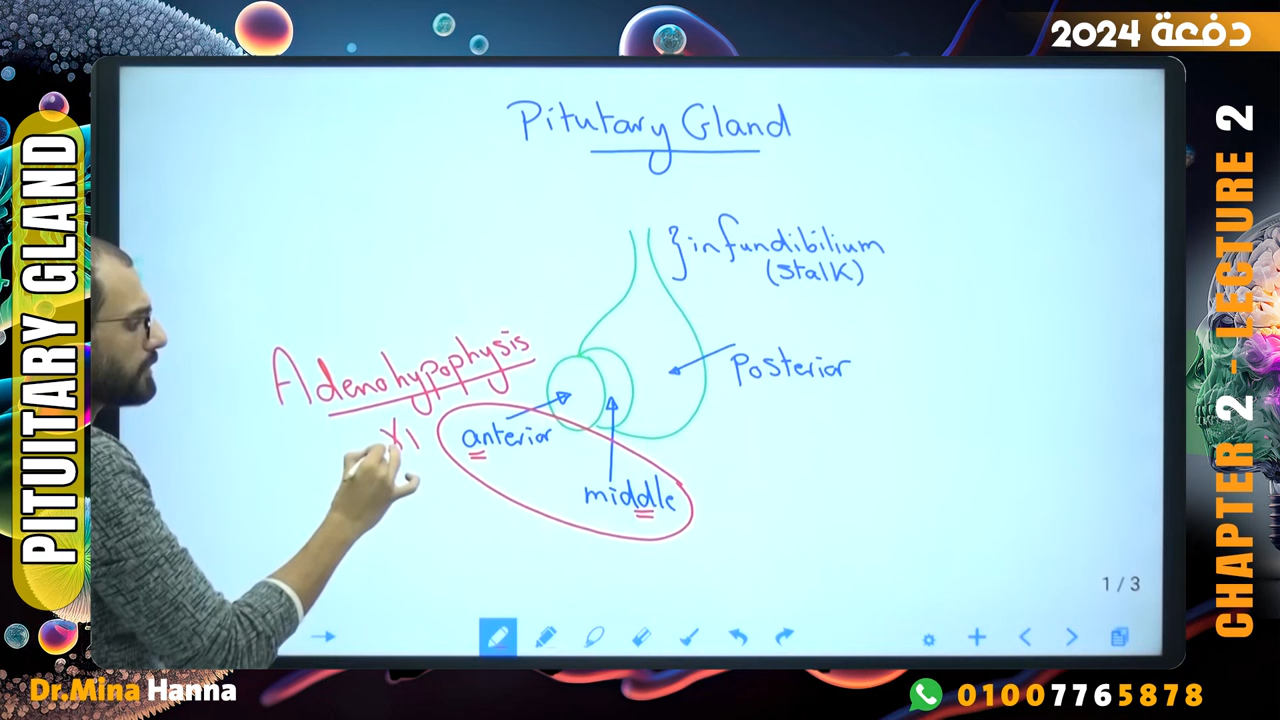 دفعة 2024
PITUITARY GLAND
Pitutary Gland
infundibilium
(stalk)
Adenohypophysis
Posterior
anterior
middle
1 / 3
CHAPTER 2 - LECTURE 2
Dr.Mina Hanna
01007765878